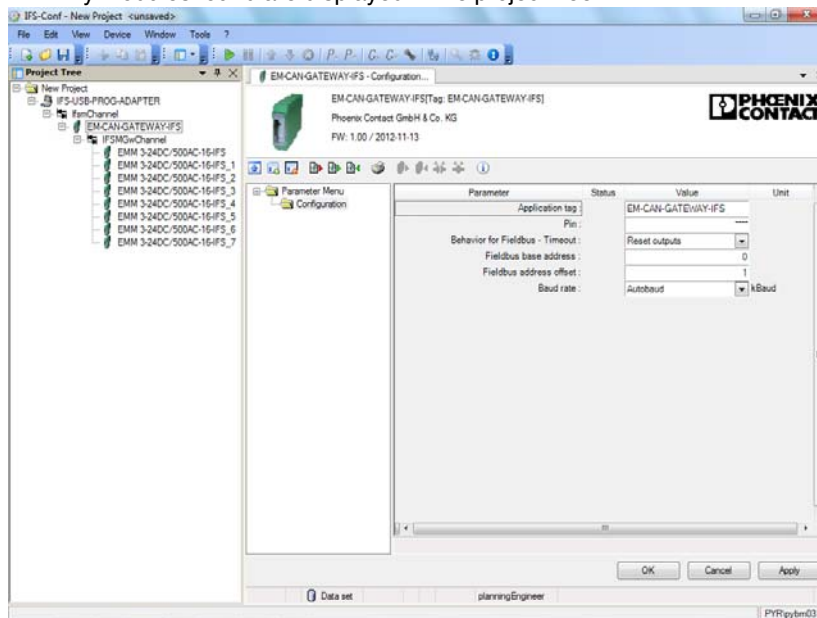 IFS-Conf - New Project <unsaved>
File Edit View Device Window Tools ?
Project Tree
New Project
IFS-USB-PROG-ADAPTER
IfsmChannel
EM-CAN-GATEWAY-IFS
IFSMGwChannel
EMM 3-24DC/500AC-16-IFS
EMM 3-24DC/500AC-16-IFS_1
EMM 3-24DC/500AC-16-IFS_2
EMM 3-24DC/500AC-16-IFS_3
EMM 3-24DC/500AC-16-IFS_4
EMM 3-24DC/500AC-16-IFS_5
EMM 3-24DC/500AC-16-IFS_6
EMM 3-24DC/500AC-16-IFS_7
EM-CAN-GATEWAY-IFS - Configuration...
EM-CAN-GATEWAY-IFS[Tag: EM-CAN-GATEWAY-IFS]
Phoenix Contact GmbH & Co. KG
FW: 1.00 / 2012-11-13
PHŒNIX
CONTACT
Parameter Menu
Configuration
Parameter Status Value Unit
Application tag : EM-CAN-GATEWAY-IFS
Pin : ****
Behavior for Fieldbus - Timeout : Reset outputs
Fieldbus base address : 0
Fieldbus address offset : 1
Baud rate : Autobaud kBaud
OK Cancel Apply
Data set planningEngineer
PYR\pybm03